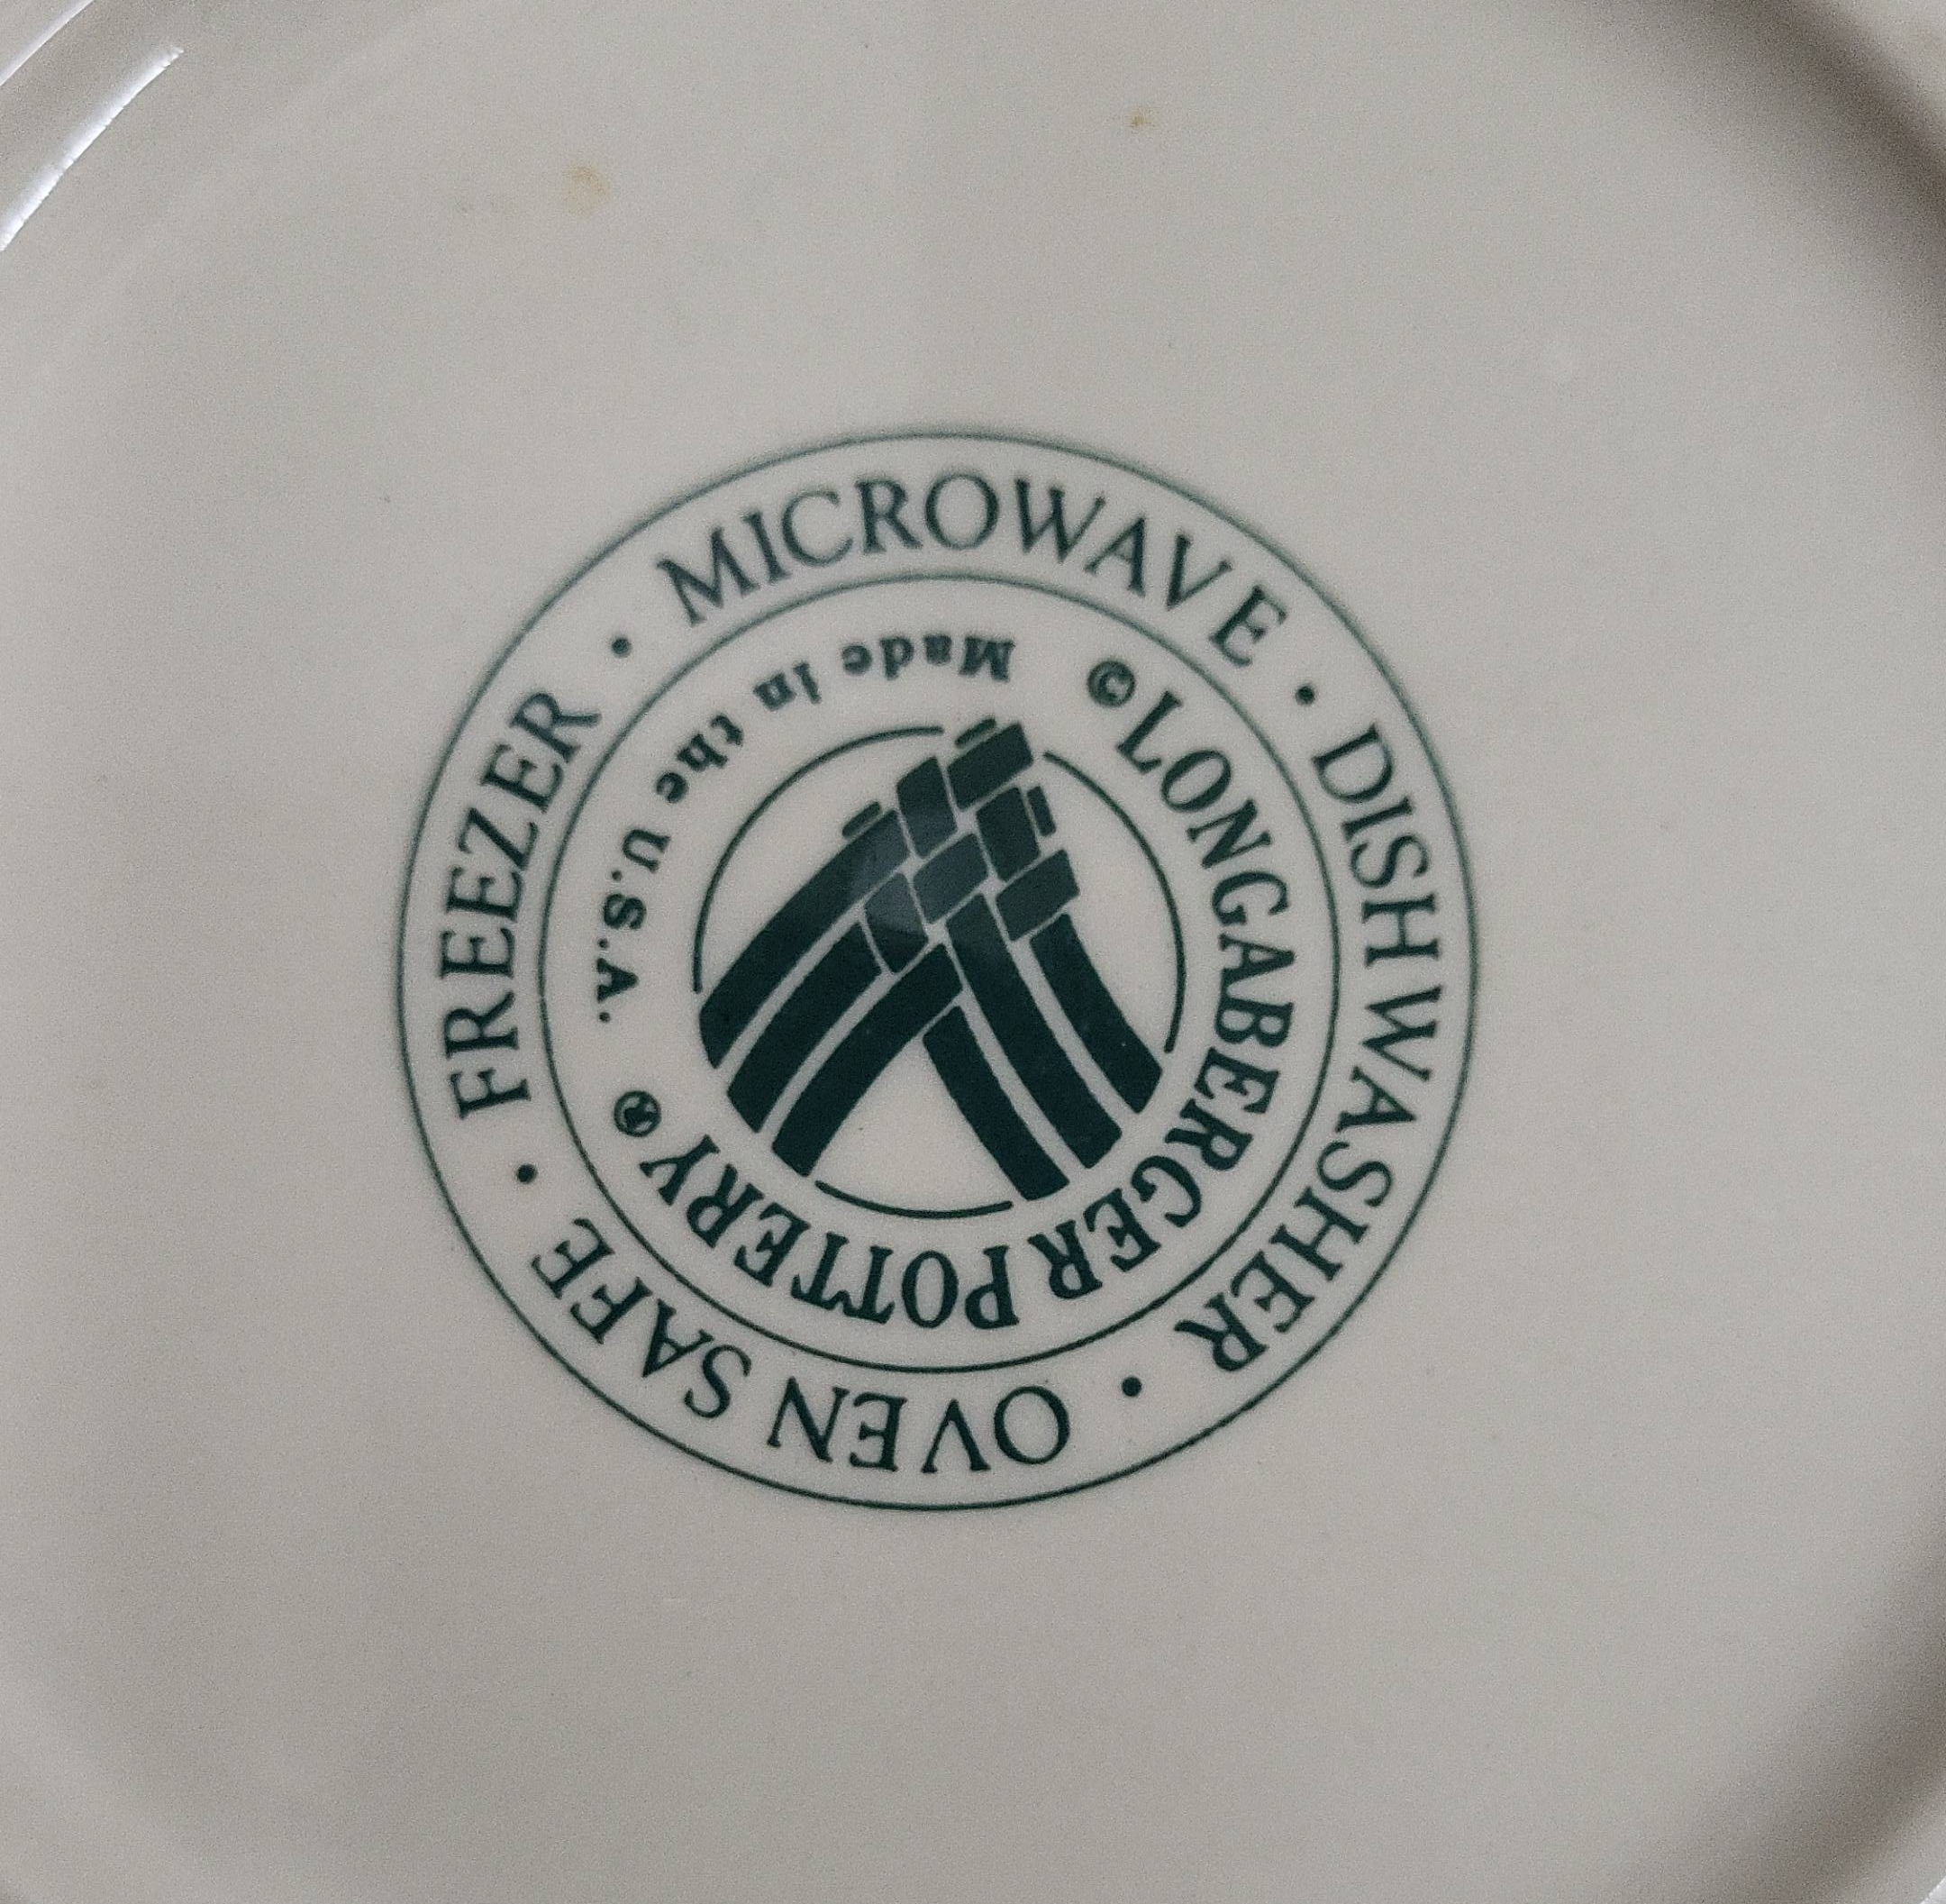 FREEZER • MICROWAVE • DISHWASHER • OVEN SAFE •
©LONGABERGER POTTERY®
Made in the U.S.A.